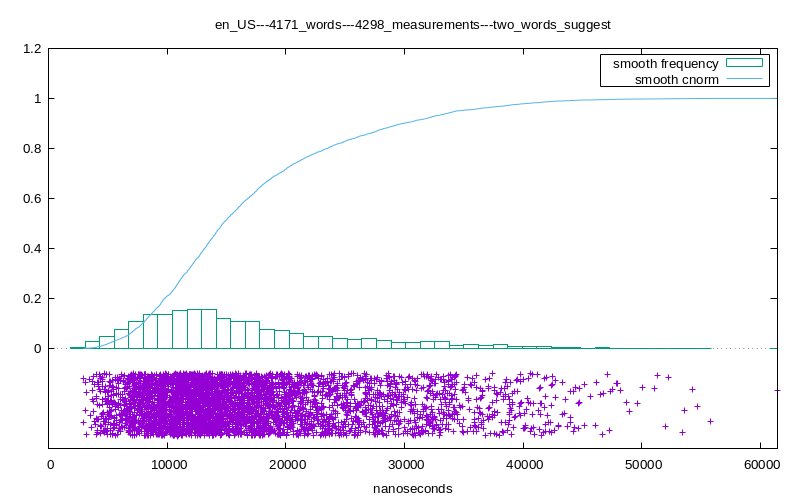 en_US---4171_words---4298_measurements---two_words_suggest
1.2
smooth frequency
smooth cnorm
1
0.8
0.6
0.4
0.2
0
0 10000 20000 30000 40000 50000 60000
nanoseconds